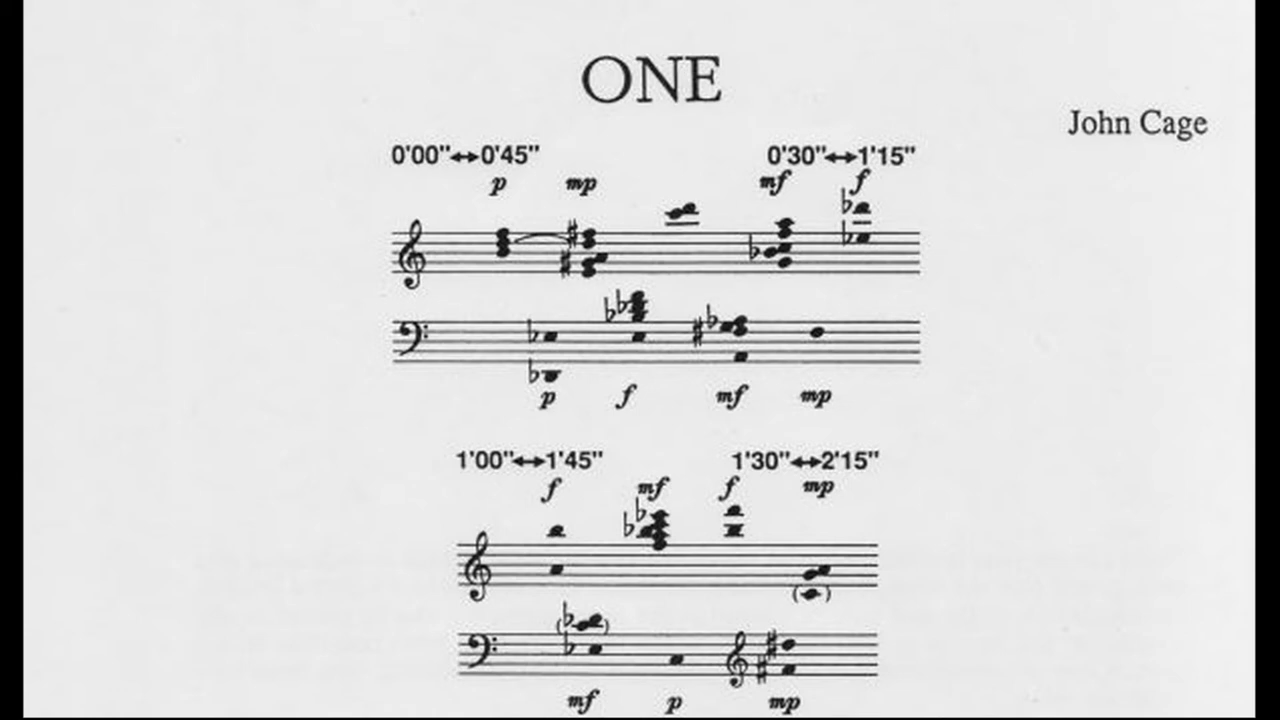 ONE
John Cage
0'00"↔0'45" 0'30"↔1'15"
p mp mf f
p f mf mp
1'00"↔1'45" 1'30"↔2'15"
f mf f mp
mf p mp